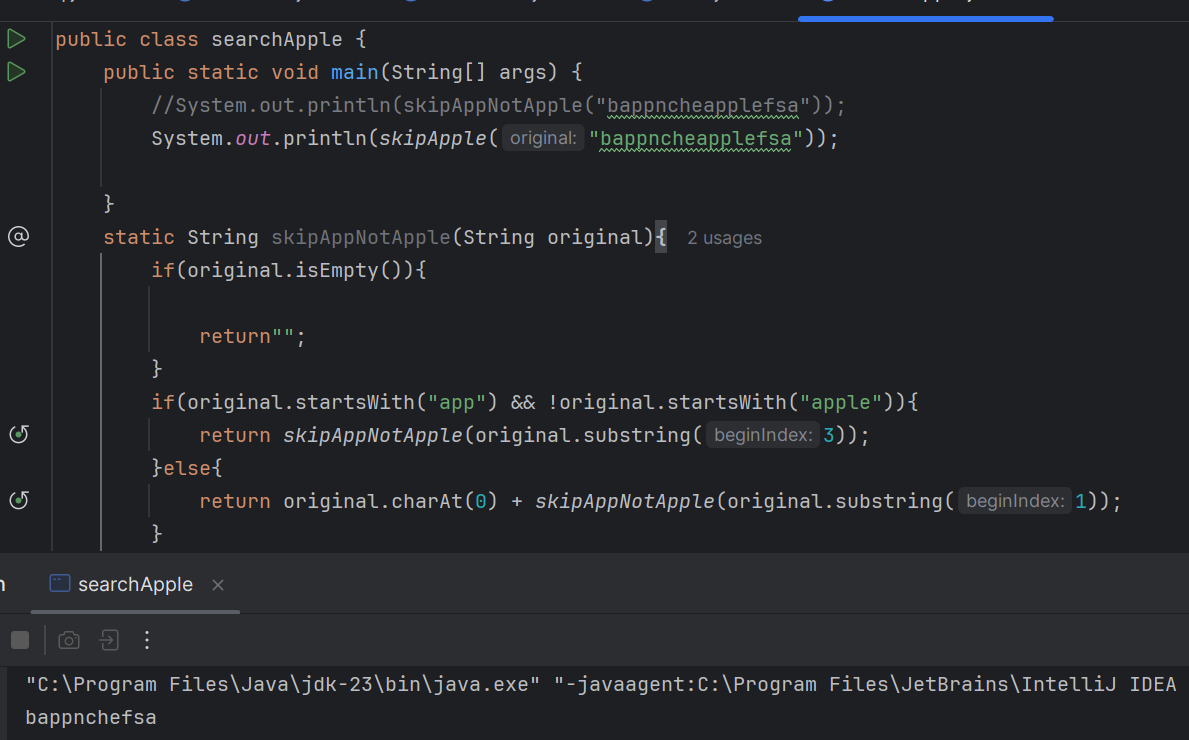 public class searchApple {
public static void main(String[] args) {
//System.out.println(skipAppNotApple("bappncheapplefsa"));
System.out.println(skipApple( original: "bappncheapplefsa"));
}
static String skipAppNotApple(String original){ 2 usages
if(original.isEmpty()){
return"";
}
if(original.startsWith("app") && !original.startsWith("apple")){
return skipAppNotApple(original.substring( beginIndex: 3));
}else{
return original.charAt(0) + skipAppNotApple(original.substring( beginIndex: 1));
}
searchApple
"C:\Program Files\Java\jdk-23\bin\java.exe" "-javaagent:C:\Program Files\JetBrains\IntelliJ IDEA
bappnchefsa